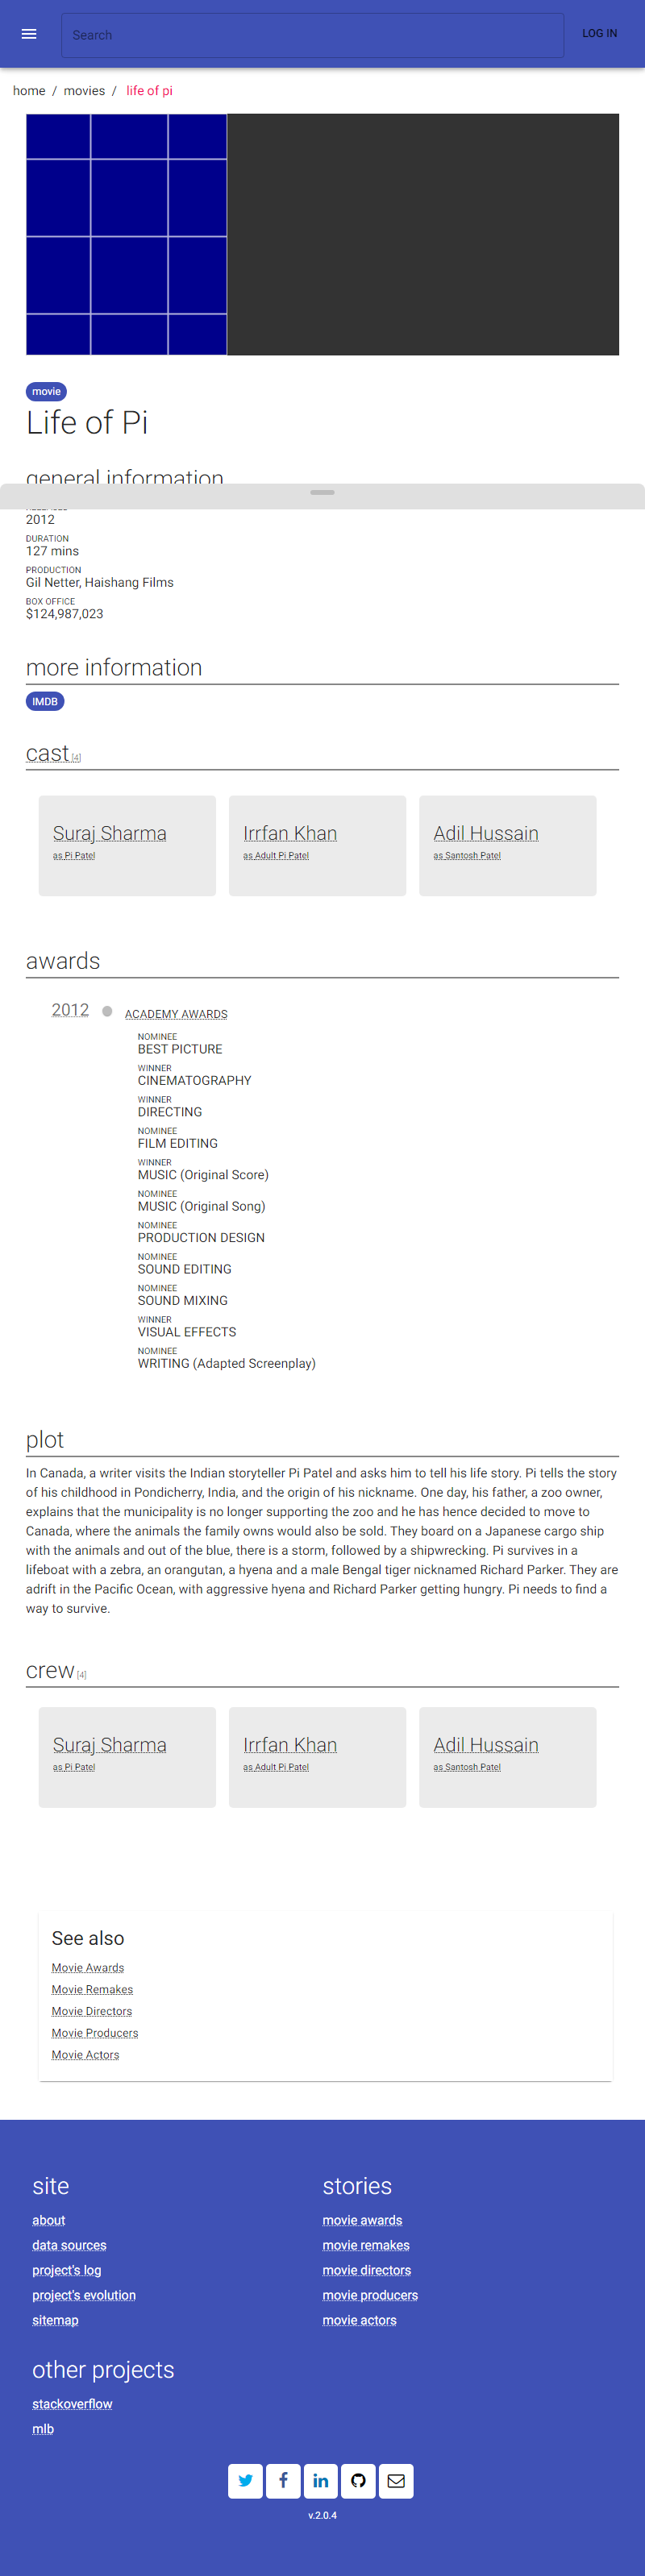 Search
LOG IN
home / movies / life of pi
movie
Life of Pi
general information
2012
DURATION
127 mins
PRODUCTION
Gil Netter, Haishang Films
BOX OFFICE
$124,987,023
more information
IMDB
cast [4]
Suraj Sharma
as Pi Patel
Irrfan Khan
as Adult Pi Patel
Adil Hussain
as Santosh Patel
awards
2012
ACADEMY AWARDS
NOMINEE
BEST PICTURE
WINNER
CINEMATOGRAPHY
WINNER
DIRECTING
NOMINEE
FILM EDITING
WINNER
MUSIC (Original Score)
NOMINEE
MUSIC (Original Song)
NOMINEE
PRODUCTION DESIGN
NOMINEE
SOUND EDITING
NOMINEE
SOUND MIXING
WINNER
VISUAL EFFECTS
NOMINEE
WRITING (Adapted Screenplay)
plot
In Canada, a writer visits the Indian storyteller Pi Patel and asks him to tell his life story. Pi tells the story
of his childhood in Pondicherry, India, and the origin of his nickname. One day, his father, a zoo owner,
explains that the municipality is no longer supporting the zoo and he has hence decided to move to
Canada, where the animals the family owns would also be sold. They board on a Japanese cargo ship
with the animals and out of the blue, there is a storm, followed by a shipwrecking. Pi survives in a
lifeboat with a zebra, an orangutan, a hyena and a male Bengal tiger nicknamed Richard Parker. They are
adrift in the Pacific Ocean, with aggressive hyena and Richard Parker getting hungry. Pi needs to find a
way to survive.
crew [4]
Suraj Sharma
as Pi Patel
Irrfan Khan
as Adult Pi Patel
Adil Hussain
as Santosh Patel
See also
Movie Awards
Movie Remakes
Movie Directors
Movie Producers
Movie Actors
site
about
data sources
project's log
project's evolution
sitemap
stories
movie awards
movie remakes
movie directors
movie producers
movie actors
other projects
stackoverflow
mlb
v.2.0.4